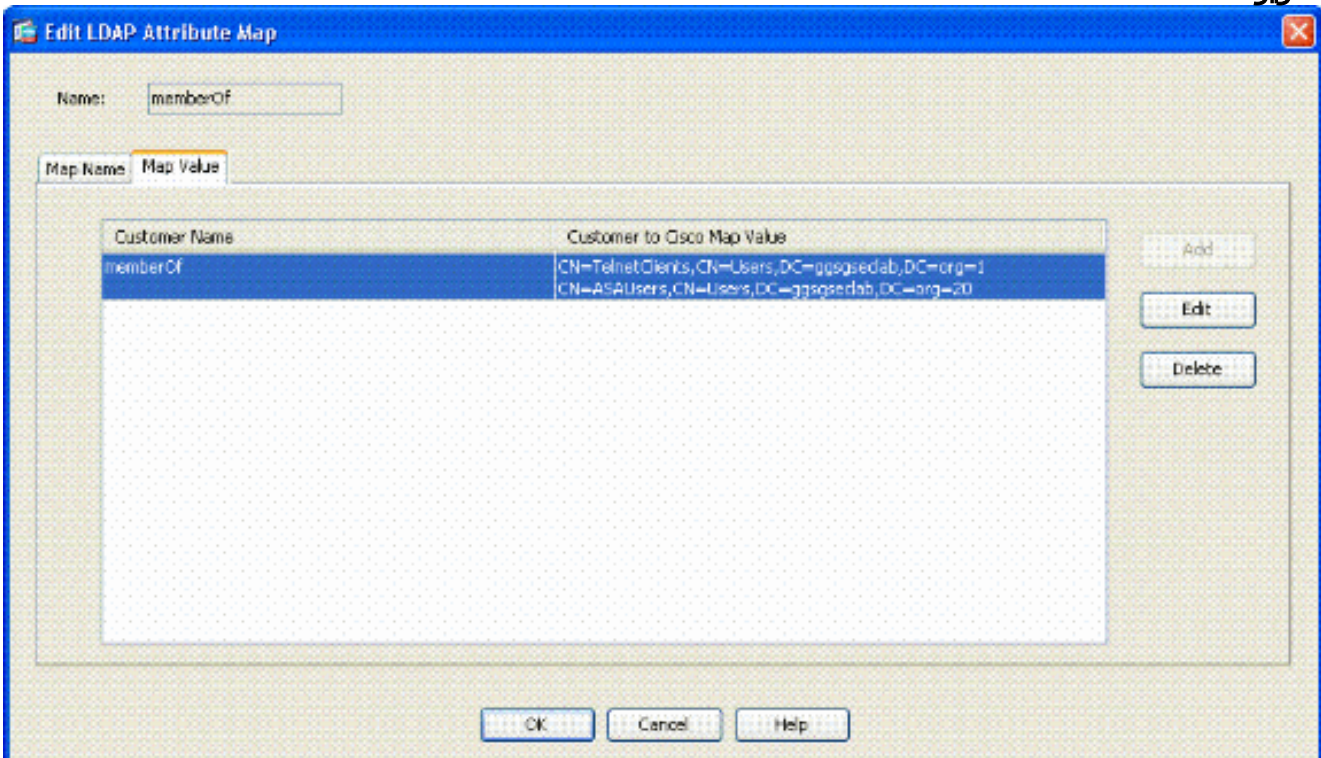 Edit LDAP Attribute Map
Name: memberOf
Map Name Map Value
Customer Name Customer to Cisco Map Value
memberOf CN=TelnetClients,CN=Users,DC=ggsgseclab,DC=org=1
CN=ASAUsers,CN=Users,DC=ggsgseclab,DC=org=20
Add
Edit
Delete
OK Cancel Help